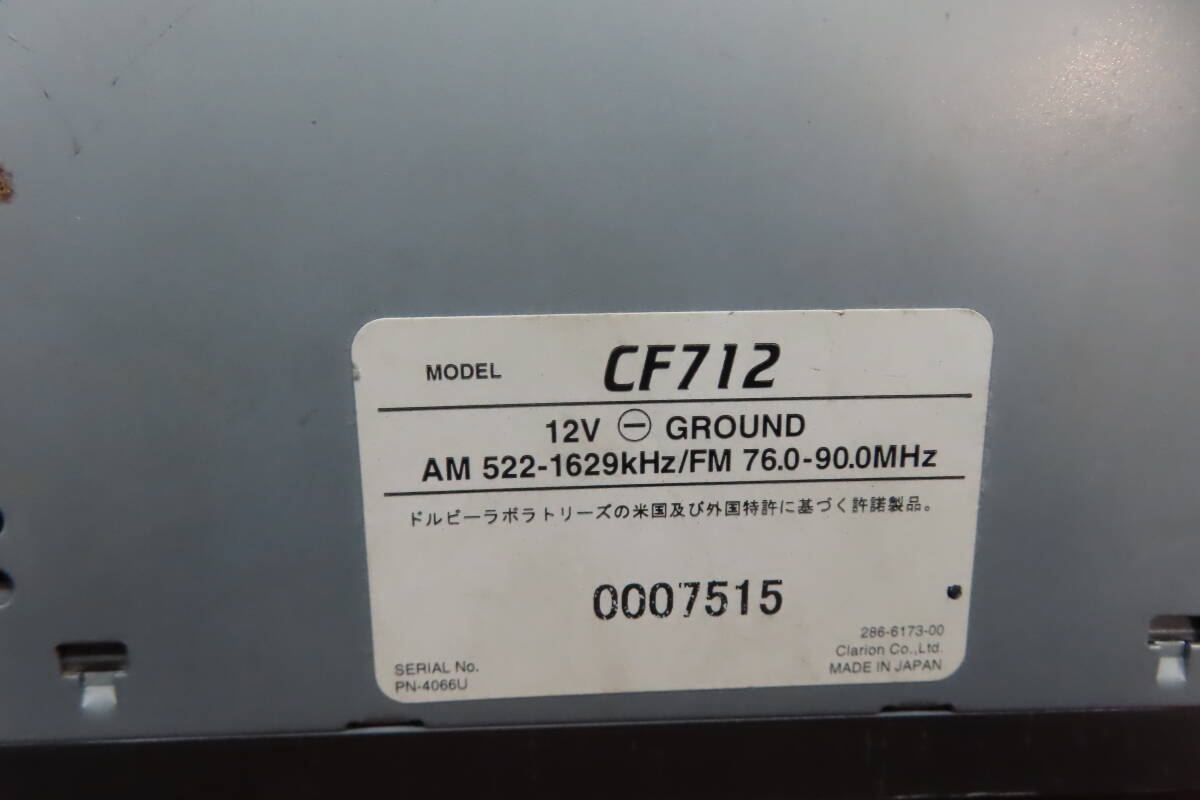 MODEL CF712
12V ⊖ GROUND
AM 522-1629kHz/FM 76.0-90.0MHz
ドルビーラボラトリーズの米国及び外国特許に基づく許諾製品。
0007515
SERIAL No.
PN-4066U
286-6173-00
Clarion Co.,Ltd.
MADE IN JAPAN